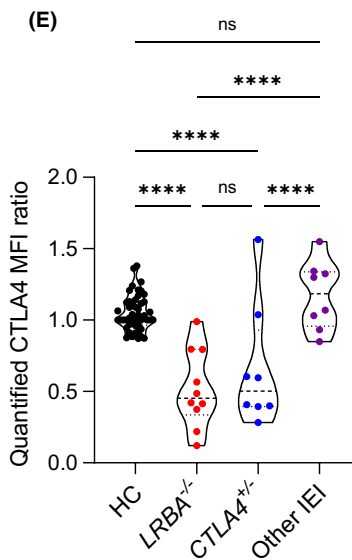 (E)
ns
****
****
**** ns ****
2.0
1.5
1.0
0.5
0.0
Quantified CTLA4 MFI ratio
HC
LRBA-/-
CTLA4+/-
Other IEI